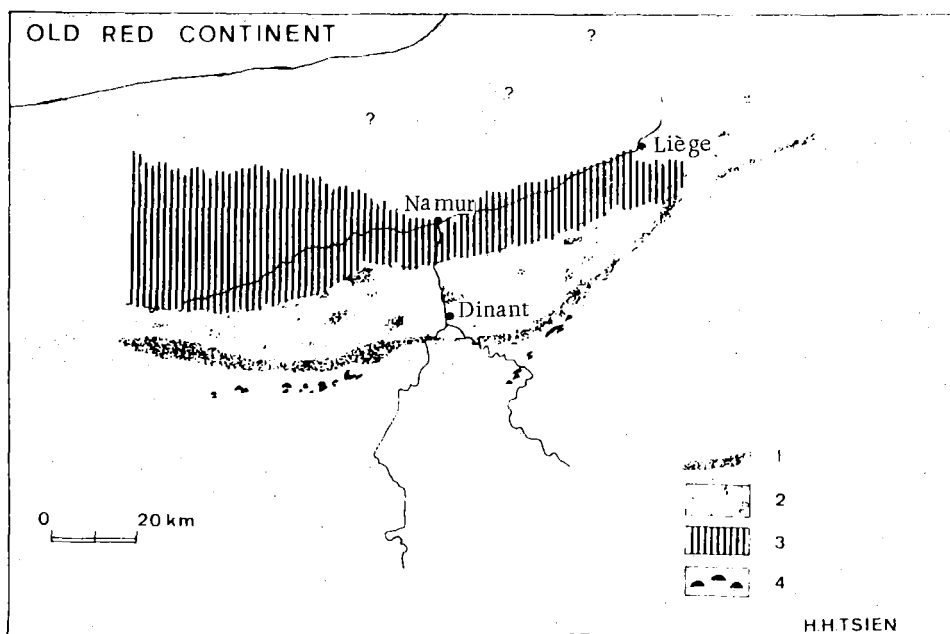 OLD RED CONTINENT
?
?
?
Liège
Namur
Dinant
0 20 km
1
2
3
4
H.H.TSIEN